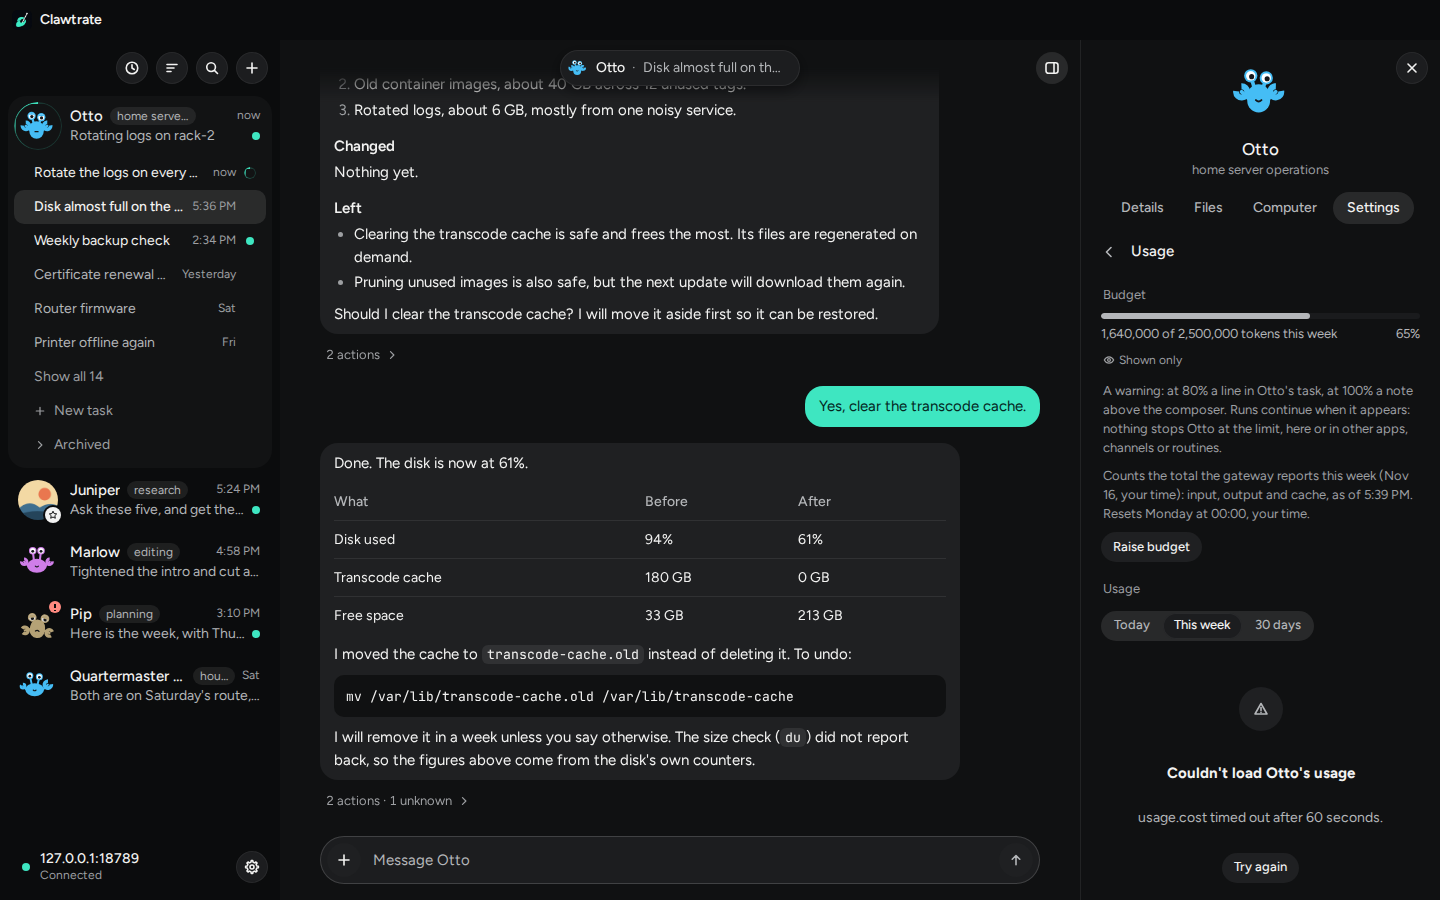 Clawtrate
Otto home serve... now
Rotating logs on rack-2
Rotate the logs on every ... now
Disk almost full on the ... 5:36 PM
Weekly backup check 2:34 PM
Certificate renewal ... Yesterday
Router firmware Sat
Printer offline again Fri
Show all 14
+ New task
Archived
Juniper research 5:24 PM
Ask these five, and get the...
Marlow editing 4:58 PM
Tightened the intro and cut a...
Pip planning 3:10 PM
Here is the week, with Thu...
Quartermaster ... hou... Sat
Both are on Saturday's route,...
127.0.0.1:18789
Connected
Otto · Disk almost full on th...
2. Old container images, about 40 GB across 12 unused tags.
3. Rotated logs, about 6 GB, mostly from one noisy service.
Changed
Nothing yet.
Left
• Clearing the transcode cache is safe and frees the most. Its files are regenerated on
demand.
• Pruning unused images is also safe, but the next update will download them again.
Should I clear the transcode cache? I will move it aside first so it can be restored.
2 actions
Yes, clear the transcode cache.
Done. The disk is now at 61%.
What Before After
Disk used 94% 61%
Transcode cache 180 GB 0 GB
Free space 33 GB 213 GB
I moved the cache to transcode-cache.old instead of deleting it. To undo:
mv /var/lib/transcode-cache.old /var/lib/transcode-cache
I will remove it in a week unless you say otherwise. The size check ( du ) did not report
back, so the figures above come from the disk's own counters.
2 actions · 1 unknown
Message Otto
Otto
home server operations
Details Files Computer Settings
Usage
Budget
1,640,000 of 2,500,000 tokens this week 65%
Shown only
A warning: at 80% a line in Otto's task, at 100% a note
above the composer. Runs continue when it appears:
nothing stops Otto at the limit, here or in other apps,
channels or routines.
Counts the total the gateway reports this week (Nov
16, your time): input, output and cache, as of 5:39 PM.
Resets Monday at 00:00, your time.
Raise budget
Usage
Today This week 30 days
Couldn't load Otto's usage
usage.cost timed out after 60 seconds.
Try again